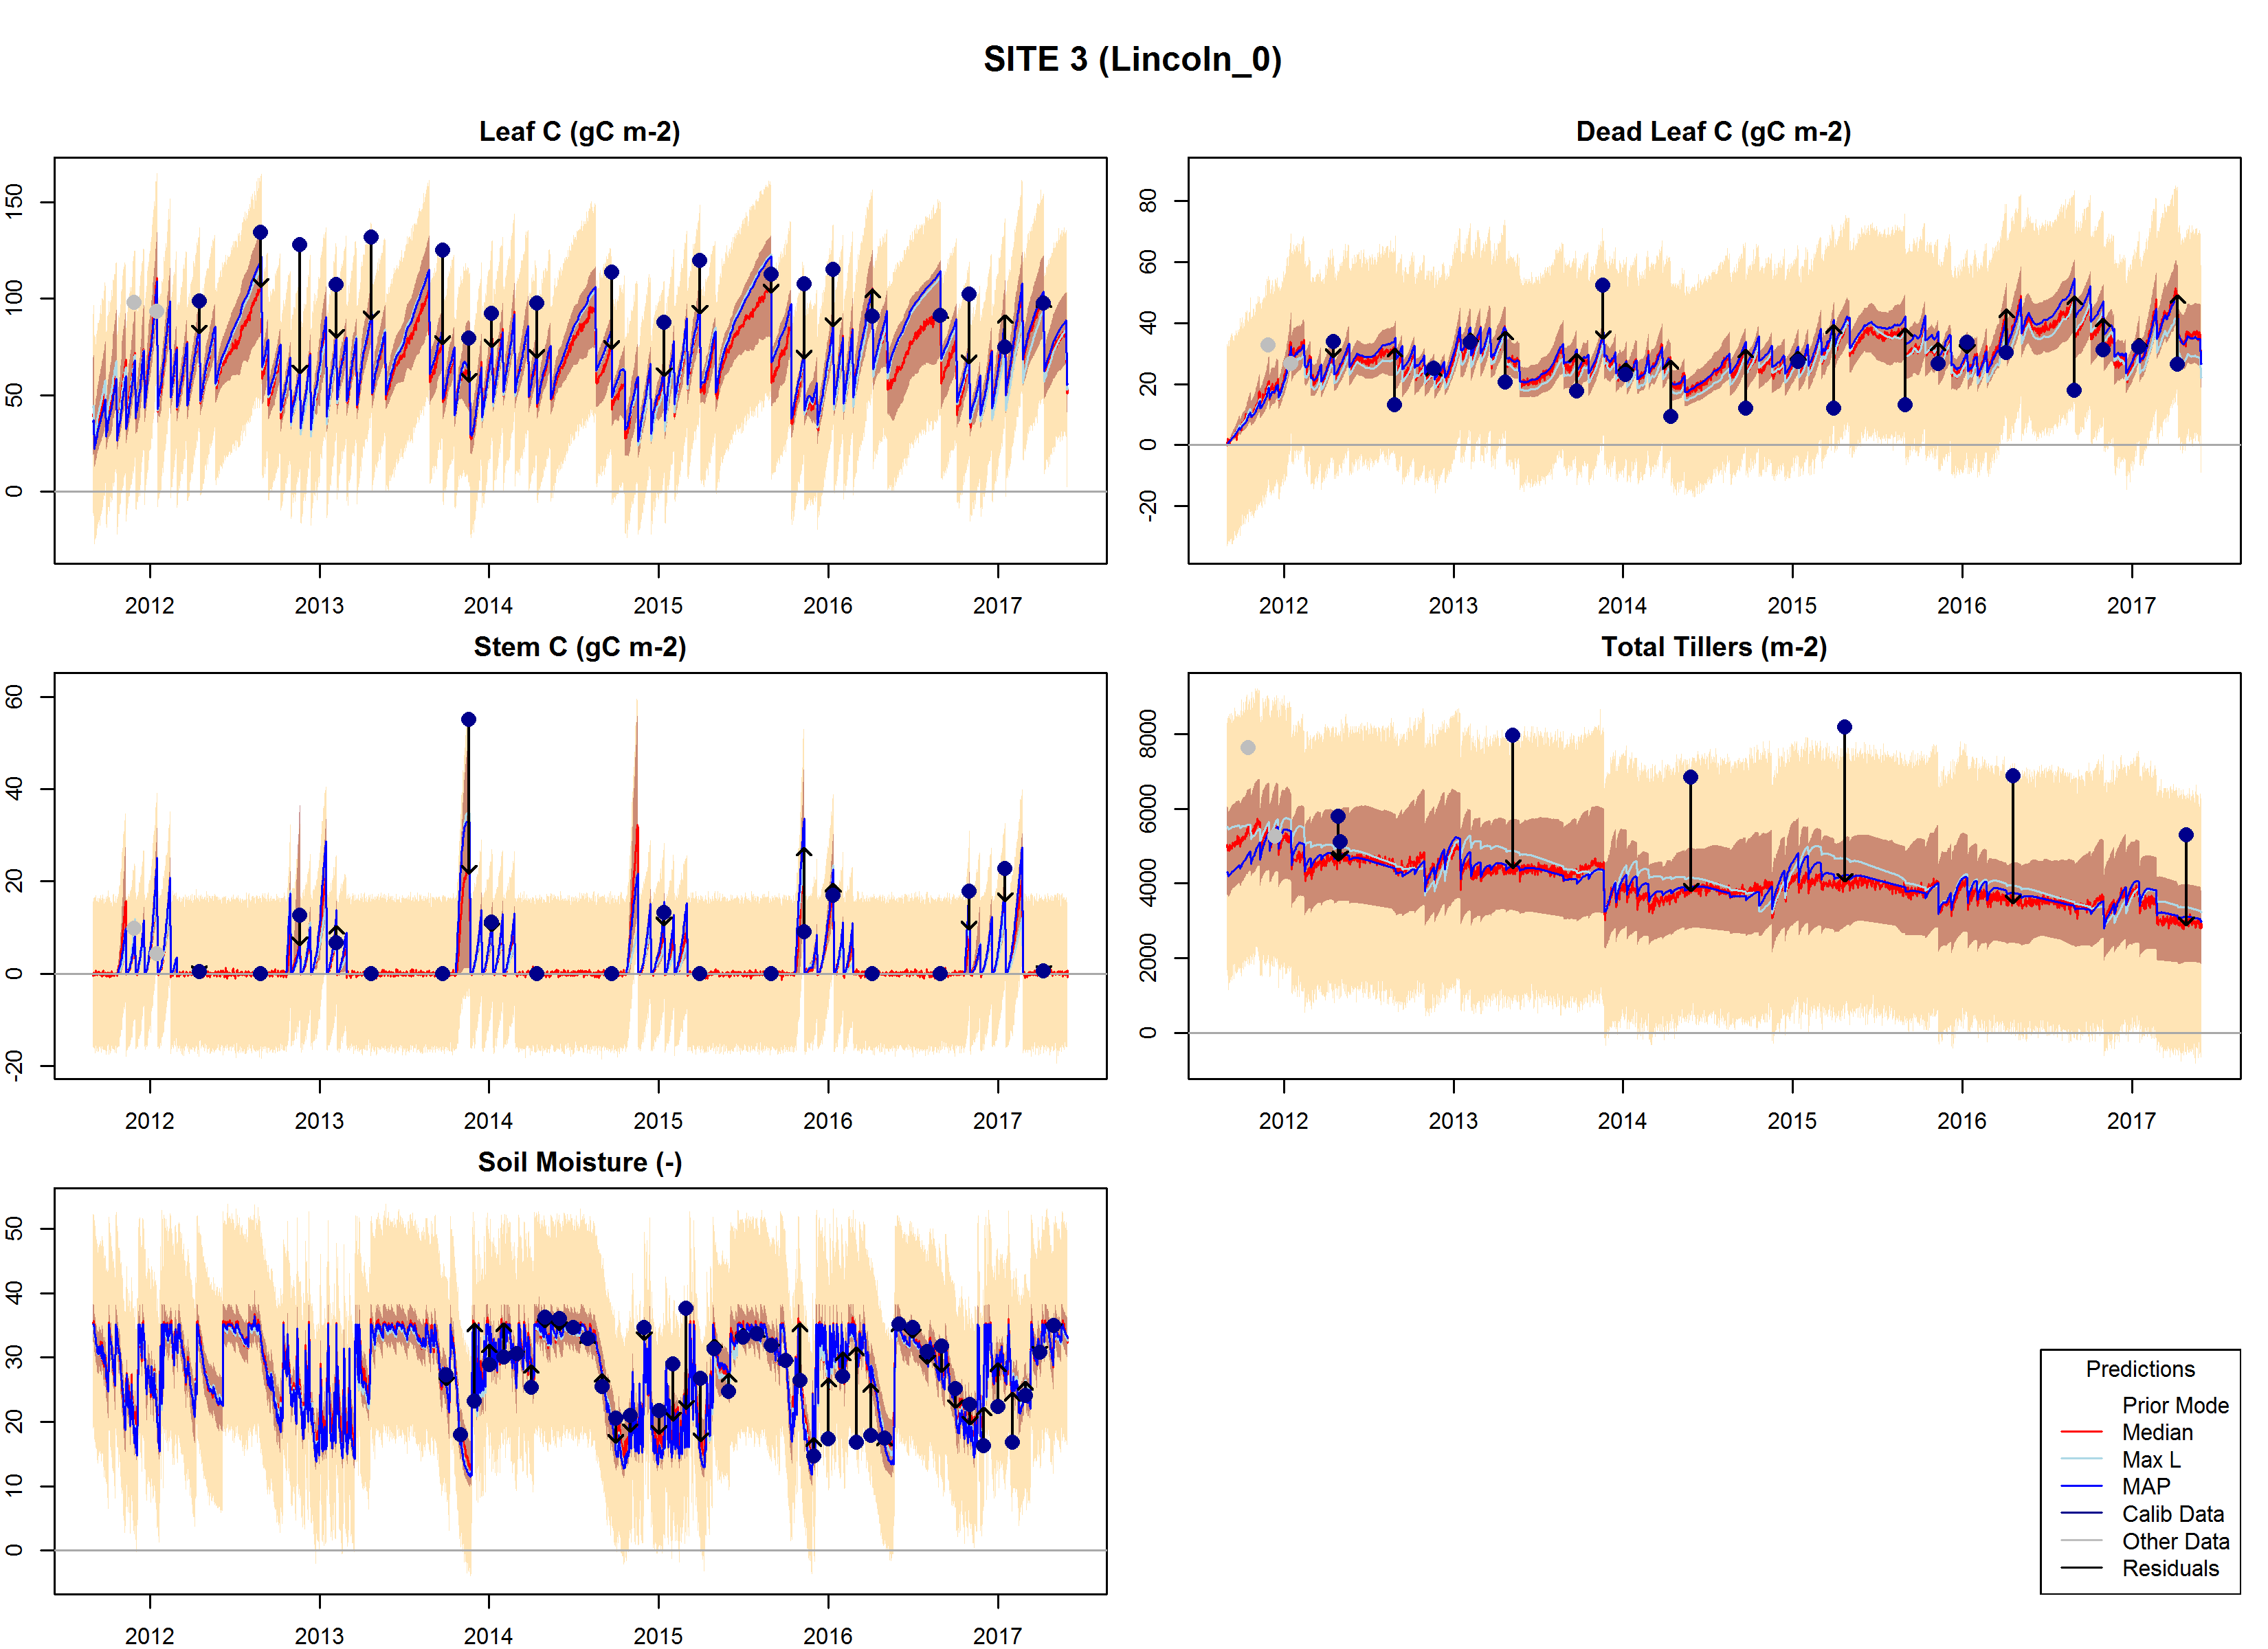 SITE 3 (Lincoln_0)
Leaf C (gC m-2)
0 50 100 150
2012 2013 2014 2015 2016 2017
Dead Leaf C (gC m-2)
-20 0 20 40 60 80
2012 2013 2014 2015 2016 2017
Stem C (gC m-2)
-20 0 20 40 60
2012 2013 2014 2015 2016 2017
Total Tillers (m-2)
0 2000 4000 6000 8000
2012 2013 2014 2015 2016 2017
Soil Moisture (-)
0 10 20 30 40 50
2012 2013 2014 2015 2016 2017
Predictions
Prior Mode
Median
Max L
MAP
Calib Data
Other Data
Residuals